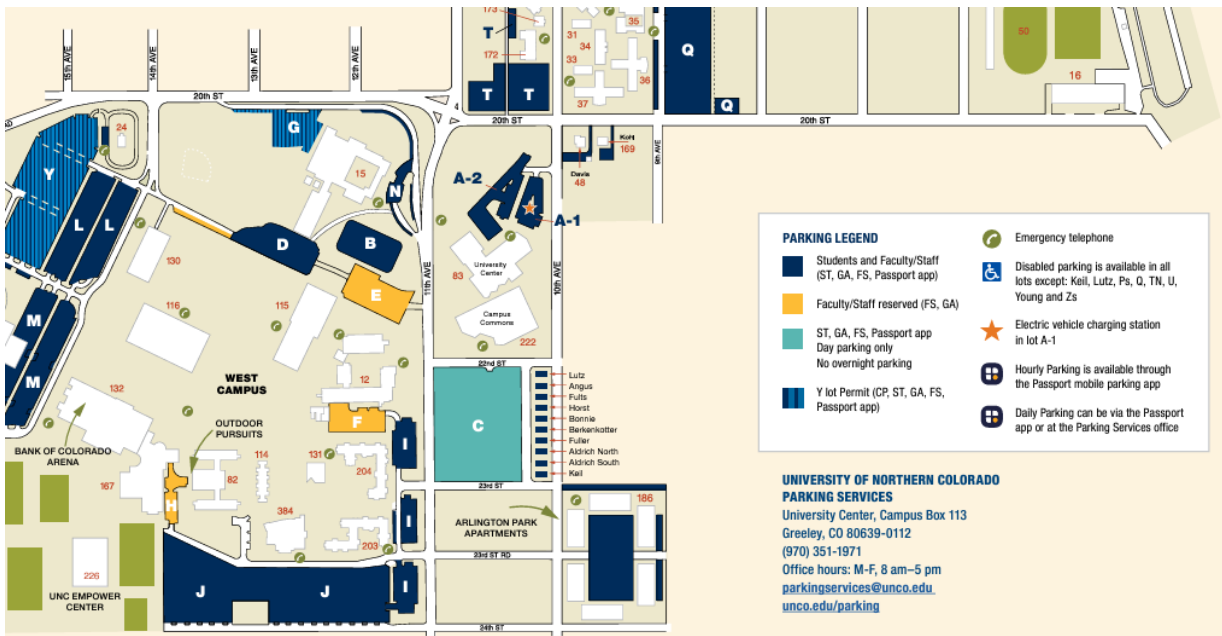 173
T
172
31
34
35
33
36
37
T
T
Q
Q
50
16
15th AVE
14th AVE
13th AVE
12th AVE
20th ST
4
4
20th ST
20th ST
9th AVE
24
G
15
N
Y
L
L
A-2
A-1
Davis
48
Kohl
169
D
B
E
130
116
115
11th AVE
10th AVE
83
University
Center
Campus
Commons
222
22nd ST
M
M
132
WEST
CAMPUS
12
F
BANK OF COLORADO
ARENA
OUTDOOR
PURSUITS
C
Lutz
Angus
Fults
Horst
Bonnie
Berkenkotter
Fuller
Aldrich North
Aldrich South
Keil
I
114
131
204
82
167
H
23rd ST
384
203
I
ARLINGTON PARK
APARTMENTS
186
23rd ST RD
226
UNC EMPOWER
CENTER
J
J
I
24th ST
PARKING LEGEND
Students and Faculty/Staff
(ST, GA, FS, Passport app)
Faculty/Staff reserved (FS, GA)
ST, GA, FS, Passport app
Day parking only
No overnight parking
Y lot Permit (CP, ST, GA, FS,
Passport app)
Emergency telephone
Disabled parking is available in all
lots except: Keil, Lutz, Ps, Q, TN, U,
Young and Zs
Electric vehicle charging station
in lot A-1
Hourly Parking is available through
the Passport mobile parking app
Daily Parking can be via the Passport
app or at the Parking Services office
UNIVERSITY OF NORTHERN COLORADO
PARKING SERVICES
University Center, Campus Box 113
Greeley, CO 80639-0112
(970) 351-1971
Office hours: M-F, 8 am–5 pm
parkingservices@unco.edu
unco.edu/parking